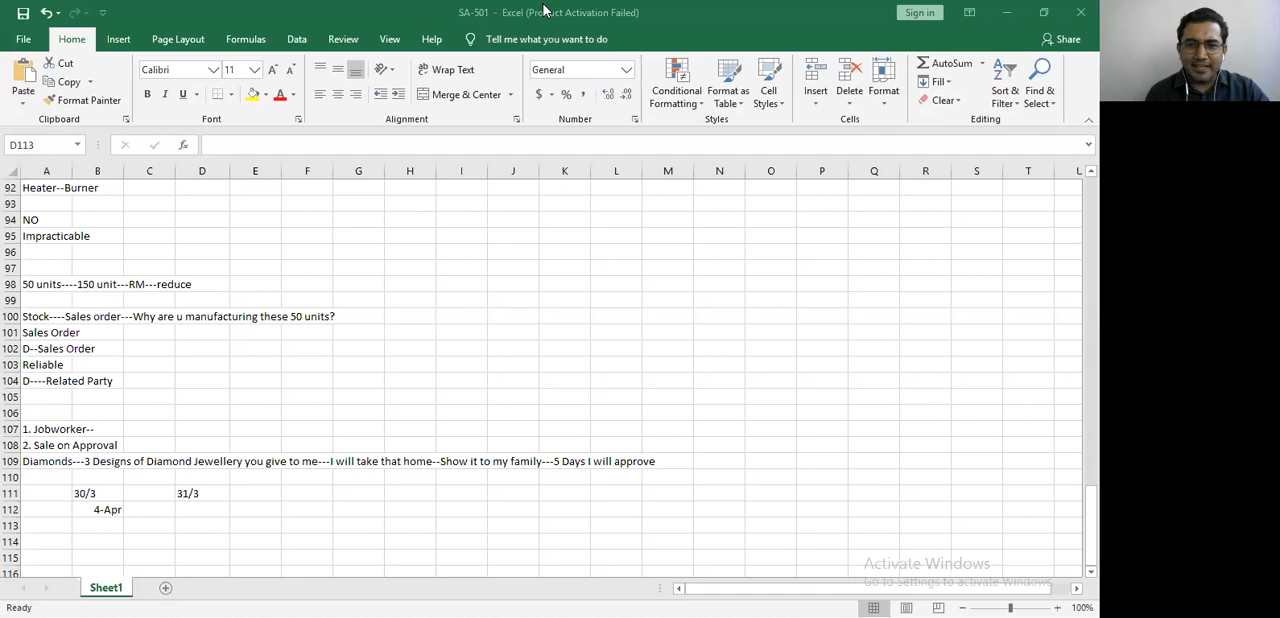 SA-501 - Excel (Product Activation Failed)
Sign in
File Home Insert Page Layout Formulas Data Review View Help Tell me what you want to do Share
Paste
Cut
Copy
Format Painter
Clipboard
Calibri 11
B I U
Font
Wrap Text
Merge & Center
Alignment
General
$ % ,
Number
Conditional Formatting
Format as Table
Cell Styles
Styles
Insert Delete Format
Cells
AutoSum
Fill
Clear
Sort & Filter
Find & Select
Editing
D113
fx
A B C D E F G H I J K L M N O P Q R S T U
92 Heater--Burner
93
94 NO
95 Impracticable
96
97
98 50 units----150 unit---RM---reduce
99
100 Stock----Sales order---Why are u manufacturing these 50 units?
101 Sales Order
102 D--Sales Order
103 Reliable
104 D----Related Party
105
106
107 1. Jobworker--
108 2. Sale on Approval
109 Diamonds---3 Designs of Diamond Jewellery you give to me---I will take that home--Show it to my family---5 Days I will approve
110
111 30/3 31/3
112 4-Apr
113
114
115
116
Activate Windows
Go to Settings to activate Windows.
Sheet1
Ready
100%